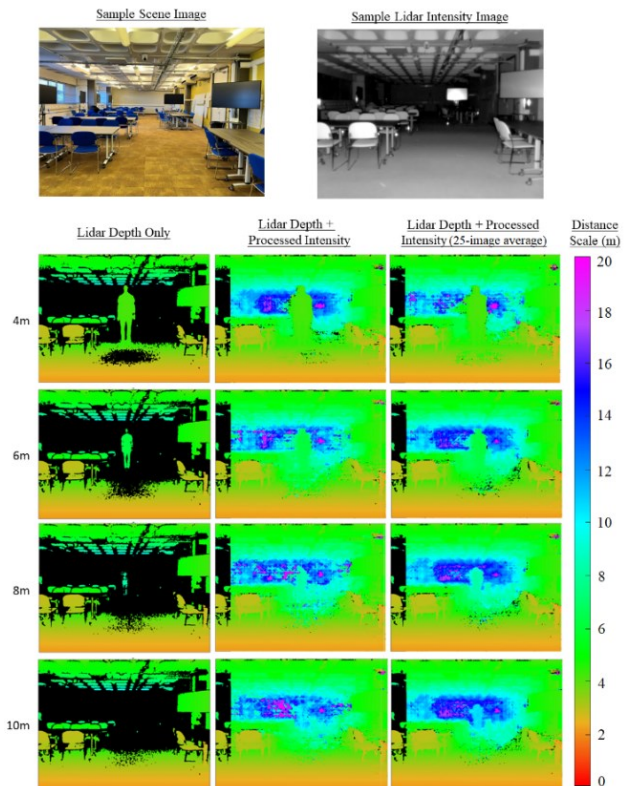 Sample Scene Image
Sample Lidar Intensity Image
Lidar Depth Only
Lidar Depth +
Processed Intensity
Lidar Depth + Processed
Intensity (25-image average)
Distance
Scale (m)
4m
6m
8m
10m
20
18
16
14
12
10
8
6
4
2
0